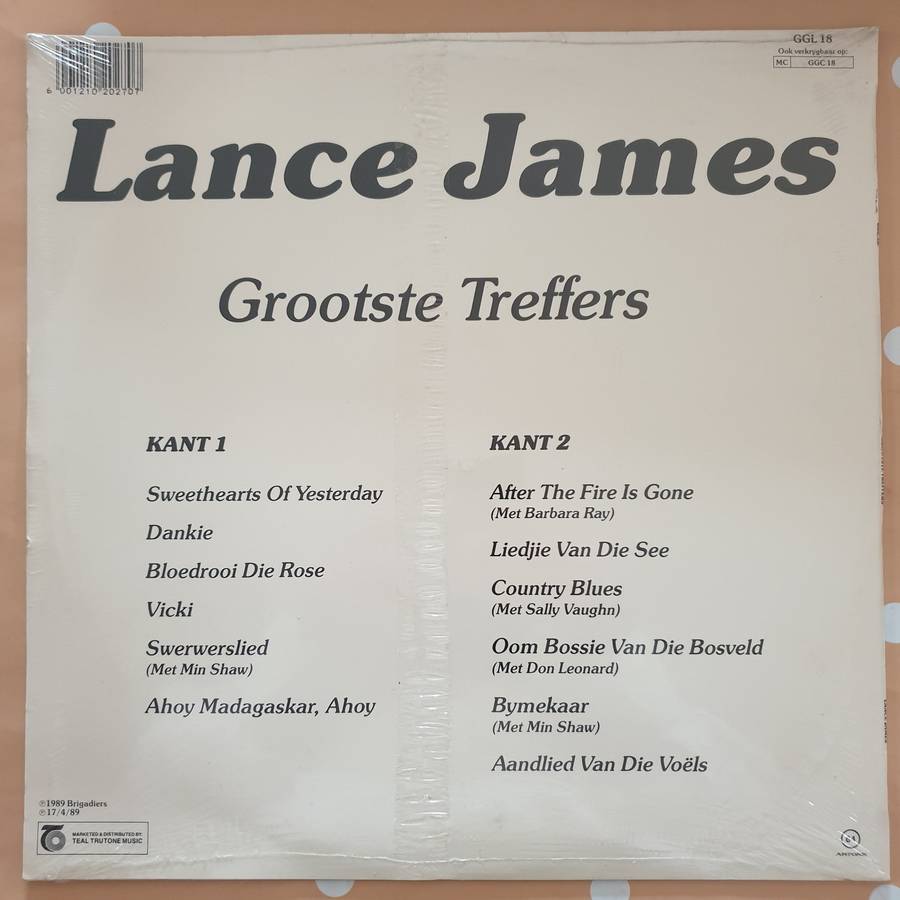 6 001210 202707
GGL 18
Ook verkrygbaar op:
MC GGC 18
Lance James
Grootste Treffers
KANT 1
Sweethearts Of Yesterday
Dankie
Bloedrooi Die Rose
Vicki
Swerwerslied
(Met Min Shaw)
Ahoy Madagaskar, Ahoy
KANT 2
After The Fire Is Gone
(Met Barbara Ray)
Liedjie Van Die See
Country Blues
(Met Sally Vaughn)
Oom Bossie Van Die Bosveld
(Met Don Leonard)
Bymekaar
(Met Min Shaw)
Aandlied Van Die Voëls
℗1989 Brigadiers
℗17/4/89
MARKETED & DISTRIBUTED BY:
TEAL TRUTONE MUSIC